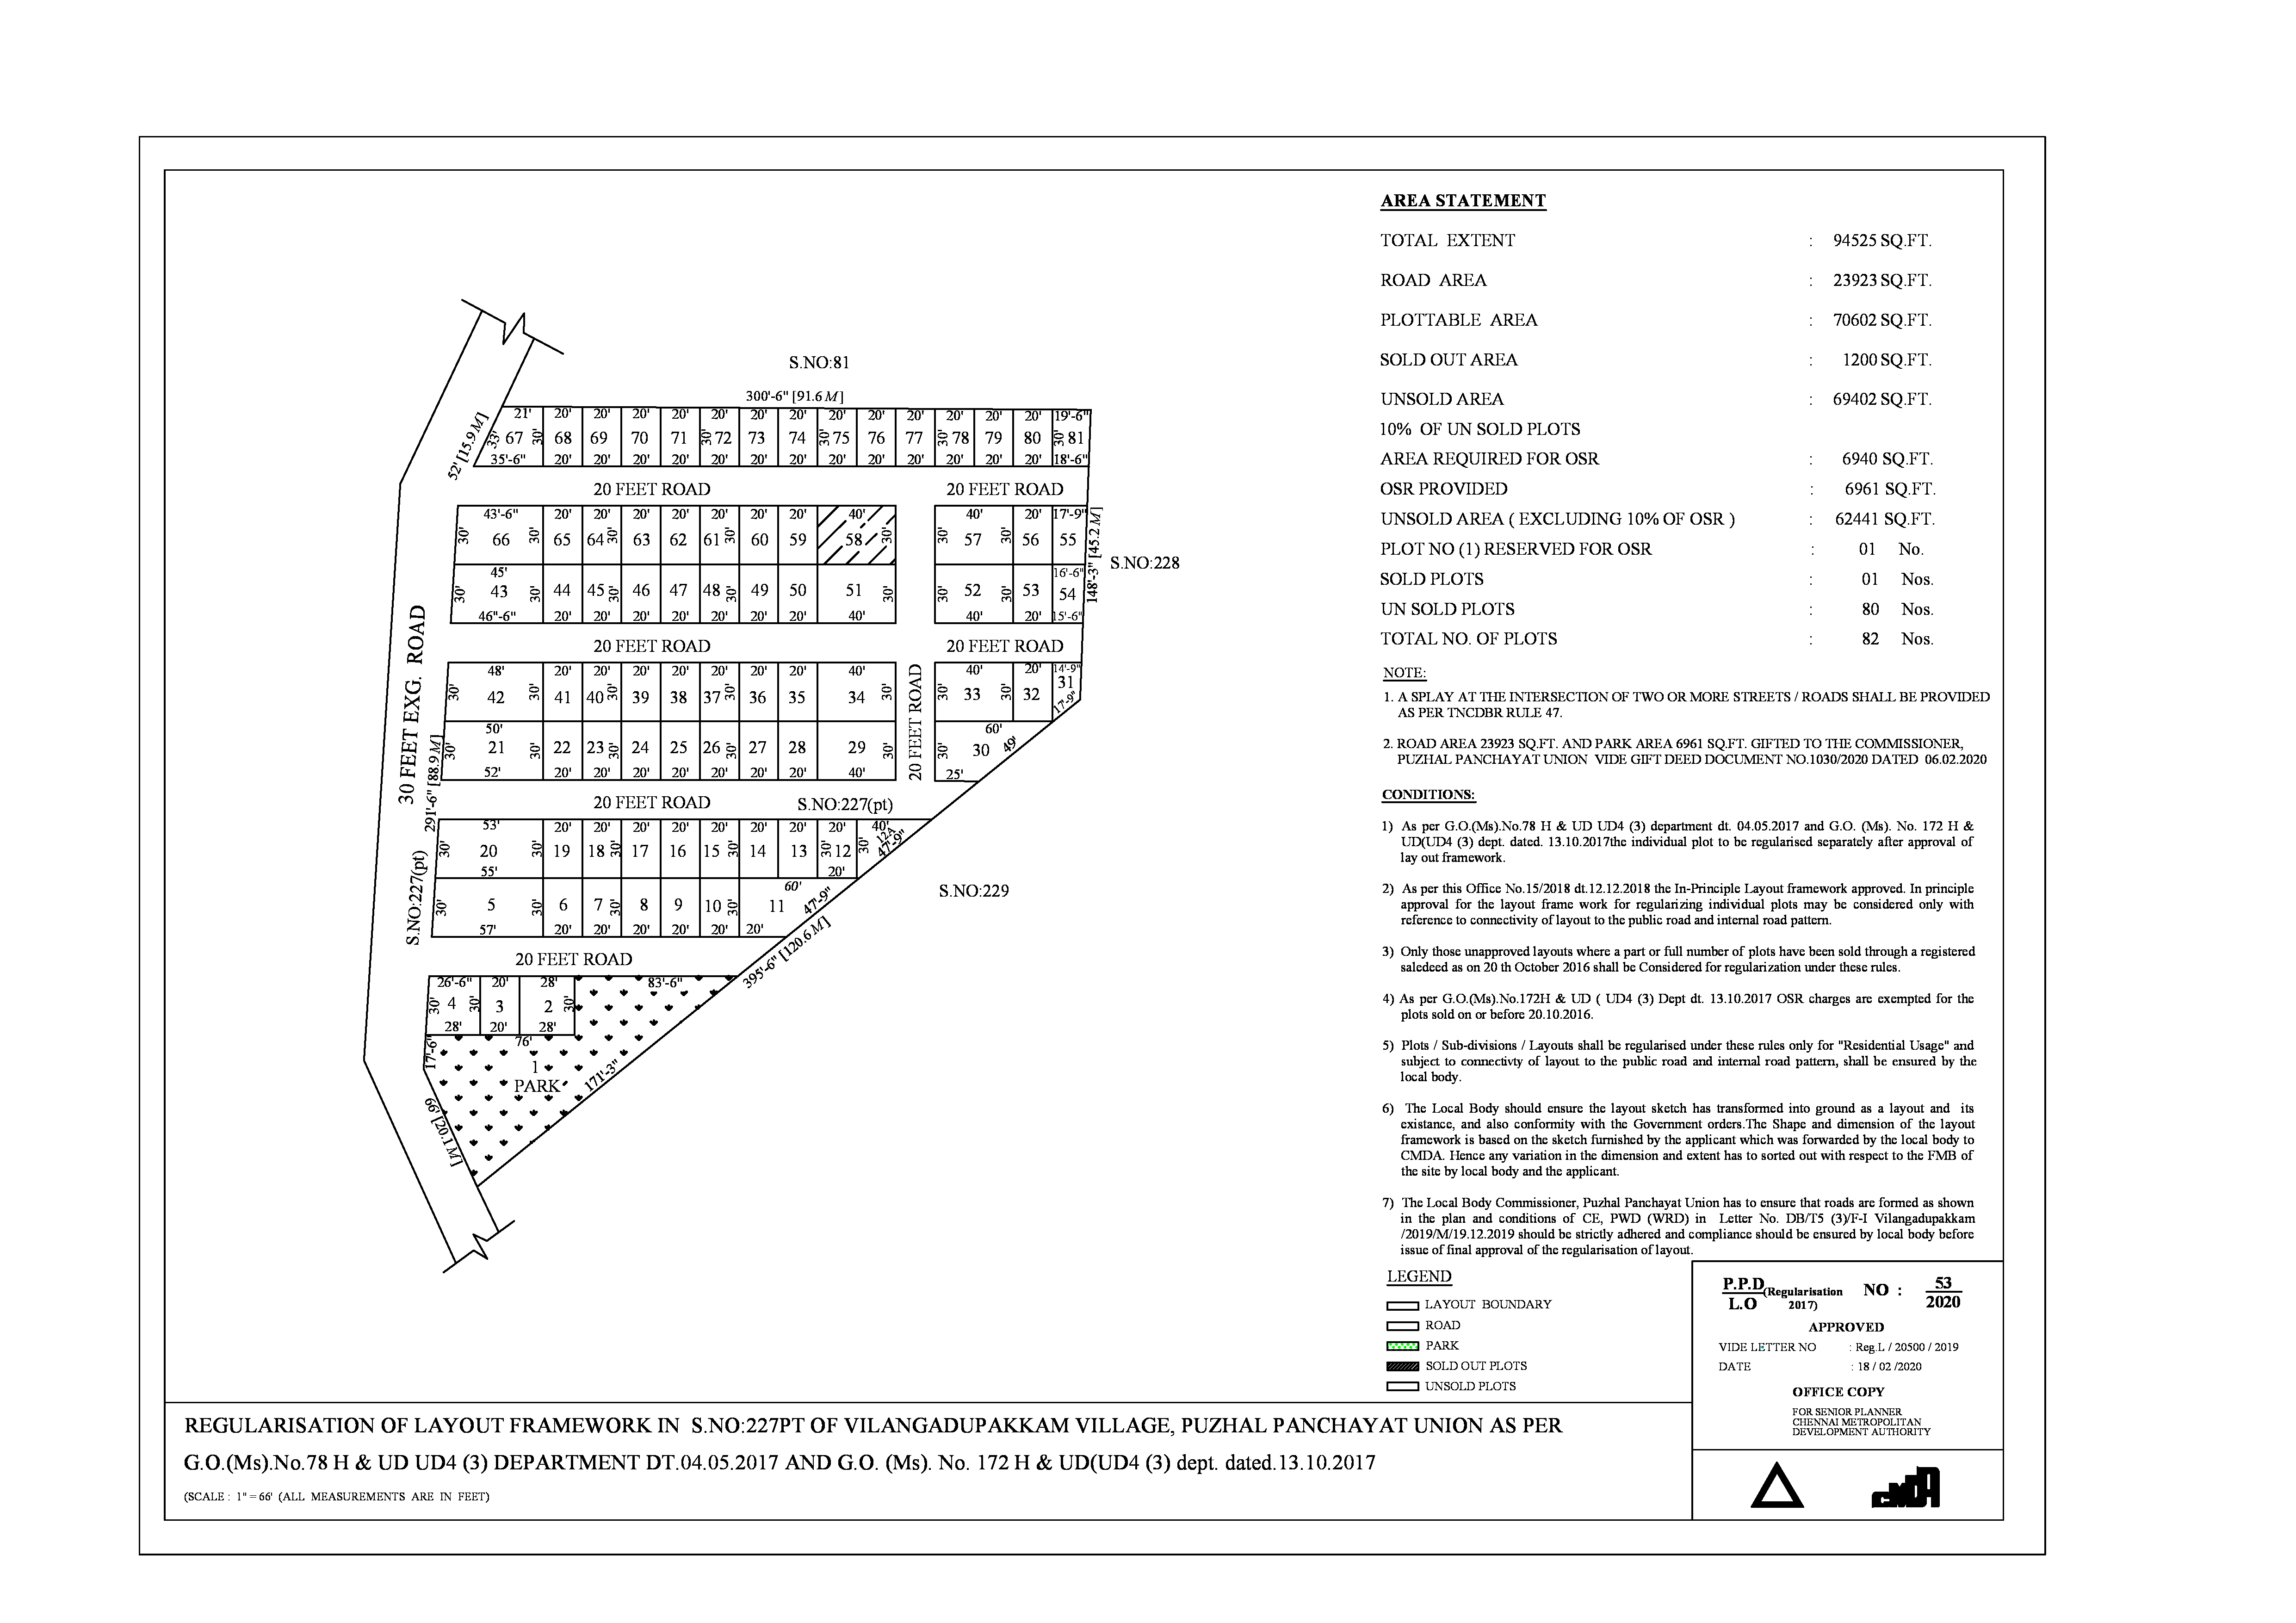 S.NO:81
300'-6" [91.6 M]
52' [15.9 M]
21' 20' 20' 20' 20' 20' 20' 20' 20' 20' 20' 20' 20' 20' 19'-6"
33' 67 30' 68 69 70 71 30' 72 73 74 30' 75 76 77 30' 78 79 80 30' 81
35'-6" 20' 20' 20' 20' 20' 20' 20' 20' 20' 20' 20' 20' 20' 18'-6"
20 FEET ROAD 20 FEET ROAD
43'-6" 20' 20' 20' 20' 20' 20' 20' 40' 40' 20' 17'-9"
30' 66 30' 65 64 30' 63 62 61 30' 60 59 58 30' 30' 57 30' 56 55
148'-3" [45.2 M]
S.NO:228
45' 16'-6"
30' 43 30' 44 45 30' 46 47 48 30' 49 50 51 30' 30' 52 30' 53 54
46"-6" 20' 20' 20' 20' 20' 20' 20' 40' 40' 20' 15'-6"
20 FEET ROAD 20 FEET ROAD
30 FEET EXG. ROAD
48' 20' 20' 20' 20' 20' 20' 20' 40' 40' 20' 14'-9"
30' 42 30' 41 40 30' 39 38 37 30' 36 35 34 30' 30' 33 30' 32 31
17'-9"
20 FEET ROAD
50' 60'
30' 21 30' 22 23 30' 24 25 26 30' 27 28 29 30' 30' 30 49'
52' 20' 20' 20' 20' 20' 20' 20' 40' 25'
291'-6" [88.9 M]
20 FEET ROAD S.NO:227(pt)
53' 20' 20' 20' 20' 20' 20' 20' 20' 40'
30' 20 30' 19 18 30' 17 16 15 30' 14 13 30' 12 30' 12A 47'-9"
55' 20'
S.NO:229
S.NO:227(pt)
60'
30' 5 30' 6 7 30' 8 9 10 30' 11 47'-9"
57' 20' 20' 20' 20' 20' 20'
20 FEET ROAD
395'-6" [120.6 M]
26'-6" 20' 28' 83'-6"
30' 4 30' 3 2 30'
28' 20' 28'
17'-6" 76'
1
PARK
171'-3"
66' [20.1 M]
AREA STATEMENT
TOTAL EXTENT : 94525 SQ.FT.
ROAD AREA : 23923 SQ.FT.
PLOTTABLE AREA : 70602 SQ.FT.
SOLD OUT AREA : 1200 SQ.FT.
UNSOLD AREA : 69402 SQ.FT.
10% OF UN SOLD PLOTS
AREA REQUIRED FOR OSR : 6940 SQ.FT.
OSR PROVIDED : 6961 SQ.FT.
UNSOLD AREA ( EXCLUDING 10% OF OSR ) : 62441 SQ.FT.
PLOT NO (1) RESERVED FOR OSR : 01 No.
SOLD PLOTS : 01 Nos.
UN SOLD PLOTS : 80 Nos.
TOTAL NO. OF PLOTS : 82 Nos.
NOTE:
1. A SPLAY AT THE INTERSECTION OF TWO OR MORE STREETS / ROADS SHALL BE PROVIDED
AS PER TNCDBR RULE 47.
2. ROAD AREA 23923 SQ.FT. AND PARK AREA 6961 SQ.FT. GIFTED TO THE COMMISSIONER,
PUZHAL PANCHAYAT UNION VIDE GIFT DEED DOCUMENT NO.1030/2020 DATED 06.02.2020
CONDITIONS:
1) As per G.O.(Ms).No.78 H & UD UD4 (3) department dt. 04.05.2017 and G.O. (Ms). No. 172 H &
UD(UD4 (3) dept. dated. 13.10.2017the individual plot to be regularised separately after approval of
lay out framework.
2) As per this Office No.15/2018 dt.12.12.2018 the In-Principle Layout framework approved. In principle
approval for the layout frame work for regularizing individual plots may be considered only with
reference to connectivity of layout to the public road and internal road pattern.
3) Only those unapproved layouts where a part or full number of plots have been sold through a registered
saledeed as on 20 th October 2016 shall be Considered for regularization under these rules.
4) As per G.O.(Ms).No.172H & UD ( UD4 (3) Dept dt. 13.10.2017 OSR charges are exempted for the
plots sold on or before 20.10.2016.
5) Plots / Sub-divisions / Layouts shall be regularised under these rules only for "Residential Usage" and
subject to connectivty of layout to the public road and internal road pattern, shall be ensured by the
local body.
6) The Local Body should ensure the layout sketch has transformed into ground as a layout and its
existance, and also conformity with the Government orders.The Shape and dimension of the layout
framework is based on the sketch furnished by the applicant which was forwarded by the local body to
CMDA. Hence any variation in the dimension and extent has to sorted out with respect to the FMB of
the site by local body and the applicant.
7) The Local Body Commissioner, Puzhal Panchayat Union has to ensure that roads are formed as shown
in the plan and conditions of CE, PWD (WRD) in Letter No. DB/T5 (3)/F-I Vilangadupakkam
/2019/M/19.12.2019 should be strictly adhered and compliance should be ensured by local body before
issue of final approval of the regularisation of layout.
LEGEND
LAYOUT BOUNDARY
ROAD
PARK
SOLD OUT PLOTS
UNSOLD PLOTS
P.P.D (Regularisation NO : 53
L.O 2017) 2020
APPROVED
VIDE LETTER NO : Reg.L / 20500 / 2019
DATE : 18 / 02 /2020
OFFICE COPY
FOR SENIOR PLANNER
CHENNAI METROPOLITAN
DEVELOPMENT AUTHORITY
CMDA
REGULARISATION OF LAYOUT FRAMEWORK IN S.NO:227PT OF VILANGADUPAKKAM VILLAGE, PUZHAL PANCHAYAT UNION AS PER
G.O.(Ms).No.78 H & UD UD4 (3) DEPARTMENT DT.04.05.2017 AND G.O. (Ms). No. 172 H & UD(UD4 (3) dept. dated.13.10.2017
(SCALE : 1" = 66' (ALL MEASUREMENTS ARE IN FEET)